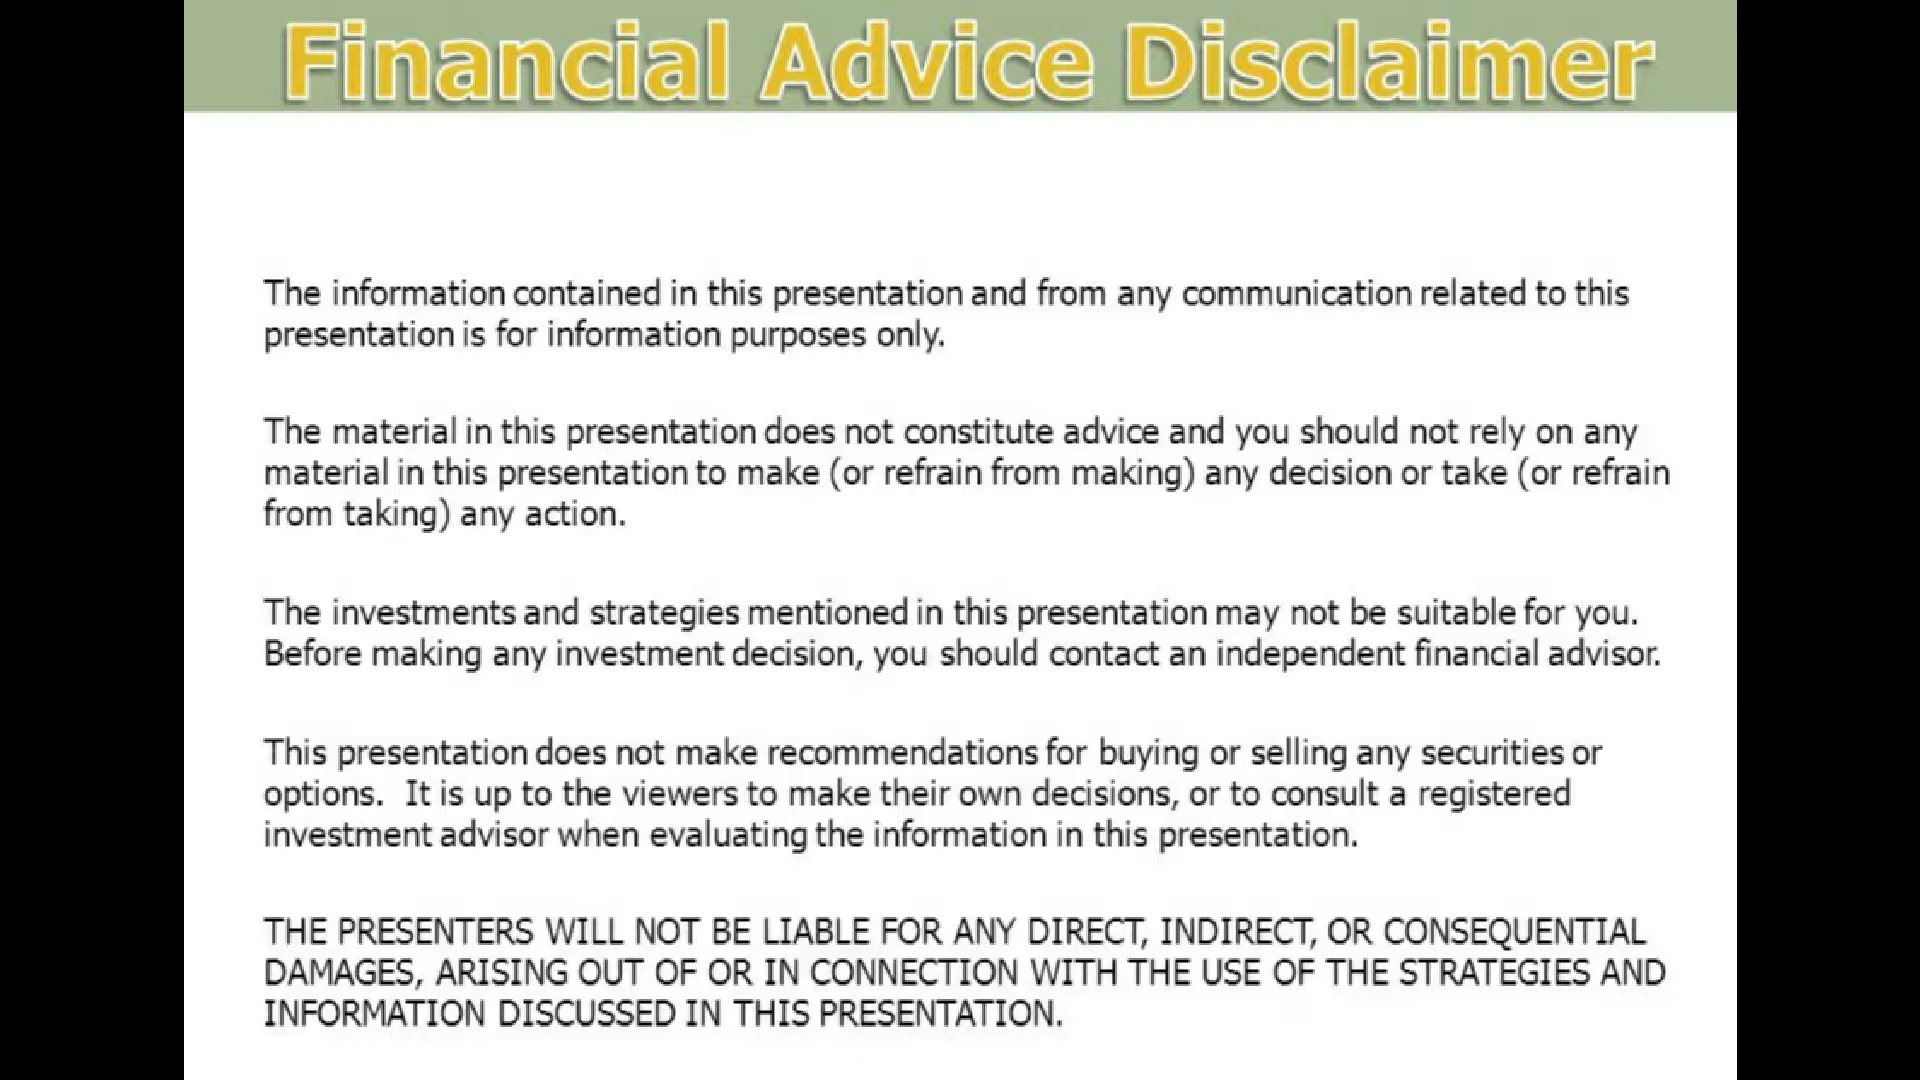 Financial Advice Disclaimer
The information contained in this presentation and from any communication related to this
presentation is for information purposes only.
The material in this presentation does not constitute advice and you should not rely on any
material in this presentation to make (or refrain from making) any decision or take (or refrain
from taking) any action.
The investments and strategies mentioned in this presentation may not be suitable for you.
Before making any investment decision, you should contact an independent financial advisor.
This presentation does not make recommendations for buying or selling any securities or
options.  It is up to the viewers to make their own decisions, or to consult a registered
investment advisor when evaluating the information in this presentation.
THE PRESENTERS WILL NOT BE LIABLE FOR ANY DIRECT, INDIRECT, OR CONSEQUENTIAL
DAMAGES, ARISING OUT OF OR IN CONNECTION WITH THE USE OF THE STRATEGIES AND
INFORMATION DISCUSSED IN THIS PRESENTATION.